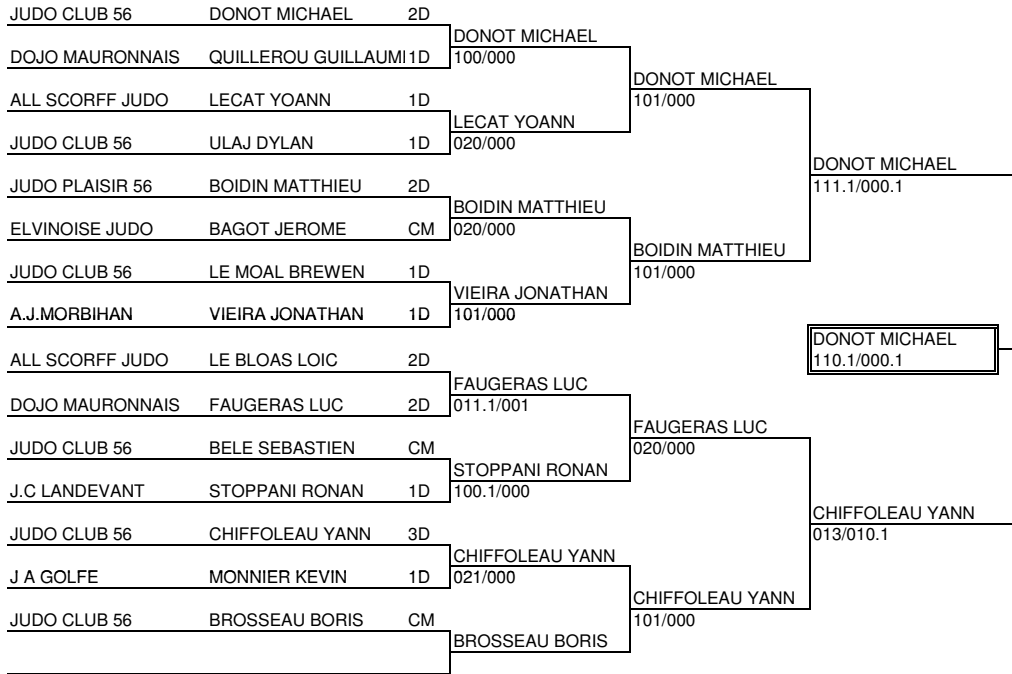 JUDO CLUB 56 DONOT MICHAEL 2D
DONOT MICHAEL
DOJO MAURONNAIS QUILLEROU GUILLAUM 1D 100/000
DONOT MICHAEL
ALL SCORFF JUDO LECAT YOANN 1D 101/000
LECAT YOANN
JUDO CLUB 56 ULAJ DYLAN 1D 020/000
DONOT MICHAEL
JUDO PLAISIR 56 BOIDIN MATTHIEU 2D 111.1/000.1
BOIDIN MATTHIEU
ELVINOISE JUDO BAGOT JEROME CM 020/000
BOIDIN MATTHIEU
JUDO CLUB 56 LE MOAL BREWEN 1D 101/000
VIEIRA JONATHAN
A.J.MORBIHAN VIEIRA JONATHAN 1D 101/000
DONOT MICHAEL
ALL SCORFF JUDO LE BLOAS LOIC 2D 110.1/000.1
FAUGERAS LUC
DOJO MAURONNAIS FAUGERAS LUC 2D 011.1/001
FAUGERAS LUC
JUDO CLUB 56 BELE SEBASTIEN CM 020/000
STOPPANI RONAN
J.C LANDEVANT STOPPANI RONAN 1D 100.1/000
CHIFFOLEAU YANN
JUDO CLUB 56 CHIFFOLEAU YANN 3D 013/010.1
CHIFFOLEAU YANN
J A GOLFE MONNIER KEVIN 1D 021/000
CHIFFOLEAU YANN
JUDO CLUB 56 BROSSEAU BORIS CM 101/000
BROSSEAU BORIS